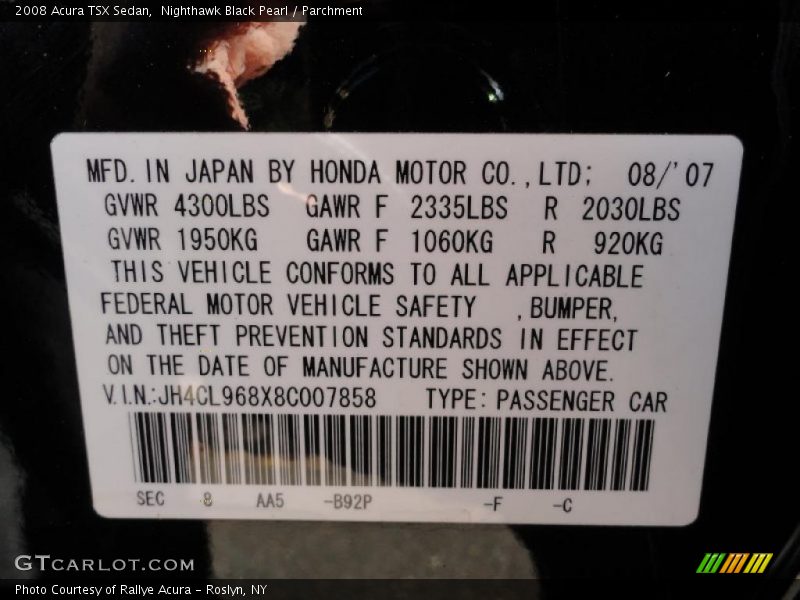 2008 Acura TSX Sedan, Nighthawk Black Pearl / Parchment
MFD. IN JAPAN BY HONDA MOTOR CO., LTD; 08/'07
GVWR 4300LBS GAWR F 2335LBS R 2030LBS
GVWR 1950KG GAWR F 1060KG R 920KG
THIS VEHICLE CONFORMS TO ALL APPLICABLE
FEDERAL MOTOR VEHICLE SAFETY , BUMPER,
AND THEFT PREVENTION STANDARDS IN EFFECT
ON THE DATE OF MANUFACTURE SHOWN ABOVE.
V.I.N.:JH4CL968X8C007858 TYPE: PASSENGER CAR
SEC 8 AA5 -B92P -F -C
GTCARLOT.COM
Photo Courtesy of Rallye Acura – Roslyn, NY